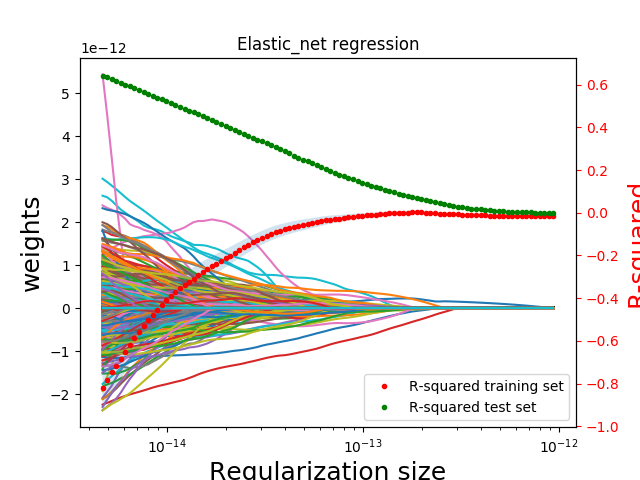 Elastic_net regression
1e−12
5
4
3
2
1
0
−1
−2
weights
0.6
0.4
0.2
0.0
−0.2
−0.4
−0.6
−0.8
−1.0
R-squared
R-squared training set
R-squared test set
10−14
10−13
10−12
Regularization size